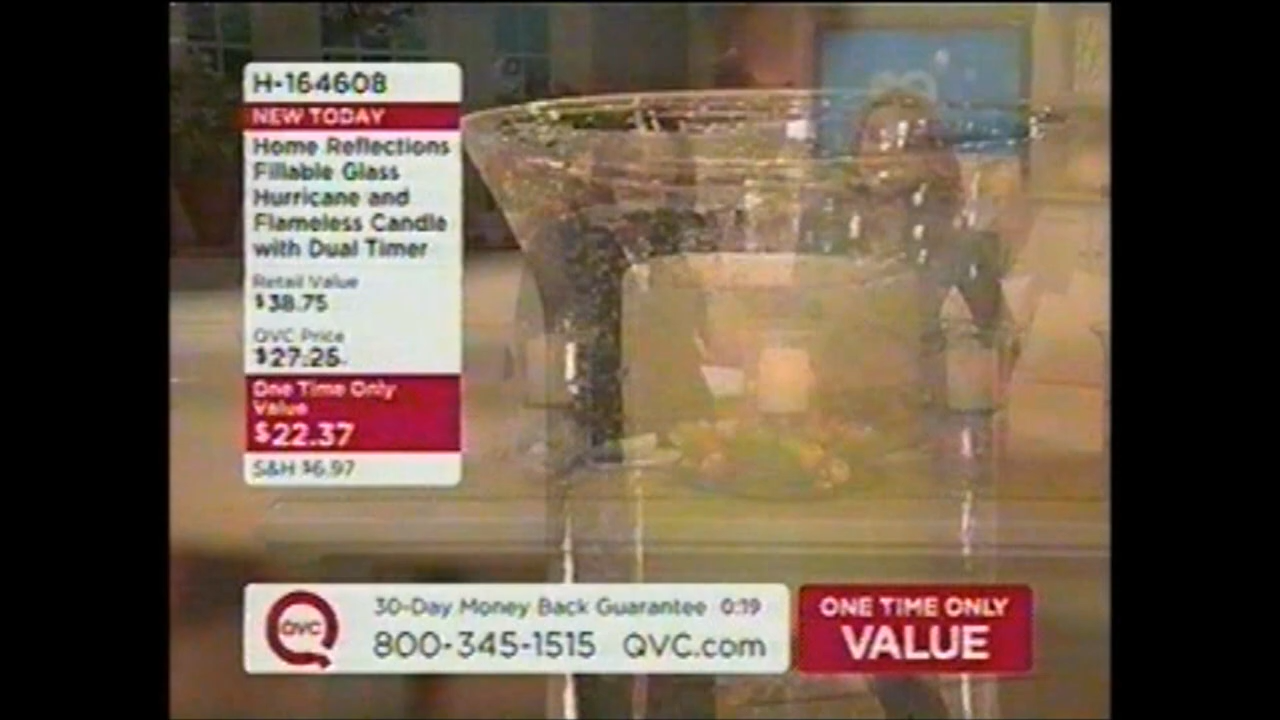 H-164608
NEW TODAY
Home Reflections
Fillable Glass
Hurricane and
Flameless Candle
with Dual Timer
Retail Value
$38.75
QVC Price
$27.25
One Time Only
Value
$22.37
S&H $6.97
QVC
30-Day Money Back Guarantee 0:19
800-345-1515 QVC.com
ONE TIME ONLY
VALUE